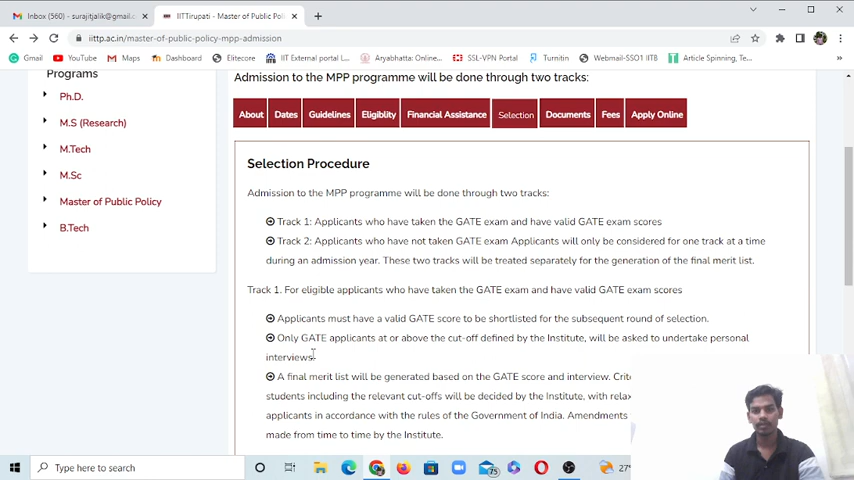 Inbox (560) - surajitjalik@gmail.c
IITTirupati - Master of Public Poli
iittp.ac.in/master-of-public-policy-mpp-admission
Gmail
YouTube
Maps
Dashboard
Elitecore
IIT External portal I...
Aryabhatta: Online...
SSL-VPN Portal
Turnitin
Webmail-SSO1 IITB
Article Spinning, Te...
Programs
Ph.D.
M.S (Research)
M.Tech
M.Sc
Master of Public Policy
B.Tech
Admission to the MPP programme will be done through two tracks:
About Dates Guidelines Eligiblity Financial Assistance Selection Documents Fees Apply Online
Selection Procedure
Admission to the MPP programme will be done through two tracks:
Track 1: Applicants who have taken the GATE exam and have valid GATE exam scores
Track 2: Applicants who have not taken GATE exam Applicants will only be considered for one track at a time
during an admission year. These two tracks will be treated separately for the generation of the final merit list.
Track 1. For eligible applicants who have taken the GATE exam and have valid GATE exam scores
Applicants must have a valid GATE score to be shortlisted for the subsequent round of selection.
Only GATE applicants at or above the cut-off defined by the Institute, will be asked to undertake personal
interviews.
A final merit list will be generated based on the GATE score and interview. Crite
students including the relevant cut-offs will be decided by the Institute, with relax
applicants in accordance with the rules of the Government of India. Amendments
made from time to time by the Institute.
Type here to search
75
27°